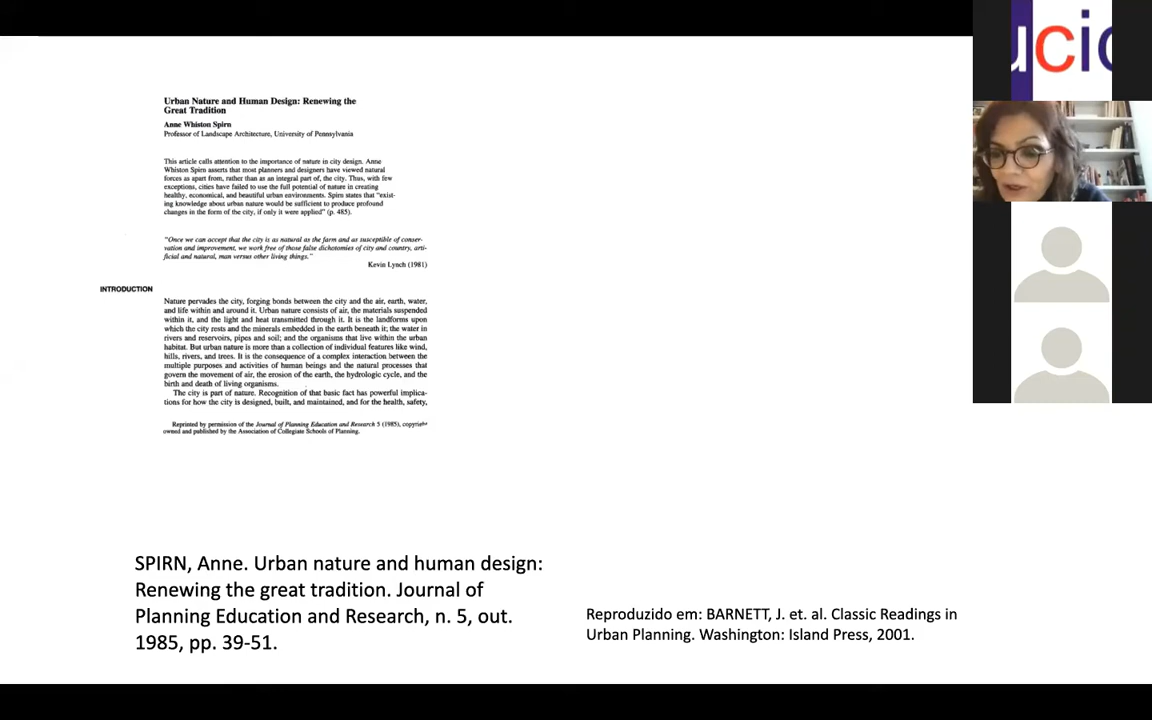 Urban Nature and Human Design: Renewing the
Great Tradition
Anne Whiston Spirn
Professor of Landscape Architecture, University of Pennsylvania
This article calls attention to the importance of nature in city design. Anne
Whiston Spirn asserts that most planners and designers have viewed natural
forces as apart from, rather than as an integral part of, the city. Thus, with few
exceptions, cities have failed to use the full potential of nature in creating
healthy, economical, and beautiful urban environments. Spirn states that "exist-
ing knowledge about urban nature would be sufficient to produce profound
changes in the form of the city, if only it were applied" (p. 485).
"Once we can accept that the city is as natural as the farm and as susceptible of conser-
vation and improvement, we work free of those false dichotomies of city and country, arti-
ficial and natural, man versus other living things."
Kevin Lynch (1981)
INTRODUCTION
Nature pervades the city, forging bonds between the city and the air, earth, water,
and life within and around it. Urban nature consists of air, the materials suspended
within it, and the light and heat transmitted through it. It is the landforms upon
which the city rests and the minerals embedded in the earth beneath it; the water in
rivers and reservoirs, pipes and soil; and the organisms that live within the urban
habitat. But urban nature is more than a collection of individual features like wind,
hills, rivers, and trees. It is the consequence of a complex interaction between the
multiple purposes and activities of human beings and the natural processes that
govern the movement of air, the erosion of the earth, the hydrologic cycle, and the
birth and death of living organisms.
The city is part of nature. Recognition of that basic fact has powerful implica-
tions for how the city is designed, built, and maintained, and for the health, safety,
Reprinted by permission of the Journal of Planning Education and Research 5 (1985), copyright
owned and published by the Association of Collegiate Schools of Planning.
SPIRN, Anne. Urban nature and human design:
Renewing the great tradition. Journal of
Planning Education and Research, n. 5, out.
1985, pp. 39-51.
Reproduzido em: BARNETT, J. et. al. Classic Readings in
Urban Planning. Washington: Island Press, 2001.
ucic